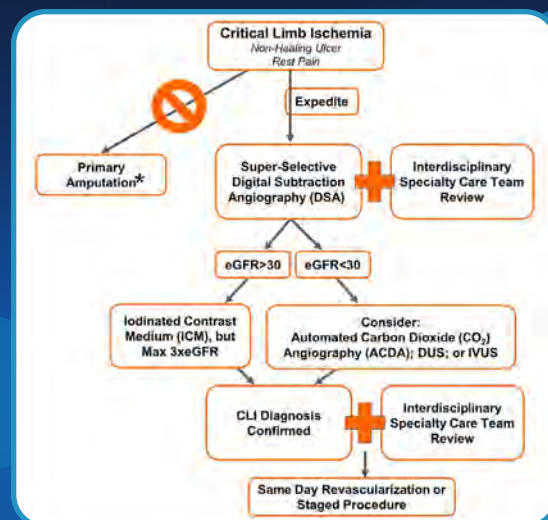 Critical Limb Ischemia
Non-Healing Ulcer
Rest Pain
Expedite
Primary
Amputation*
Super-Selective
Digital Subtraction
Angiography (DSA)
Interdisciplinary
Specialty Care Team
Review
eGFR>30
eGFR<30
Iodinated Contrast
Medium (ICM), but
Max 3xeGFR
Consider:
Automated Carbon Dioxide (CO₂)
Angiography (ACDA); DUS; or IVUS
CLI Diagnosis
Confirmed
Interdisciplinary
Specialty Care Team
Review
Same Day Revascularization or
Staged Procedure